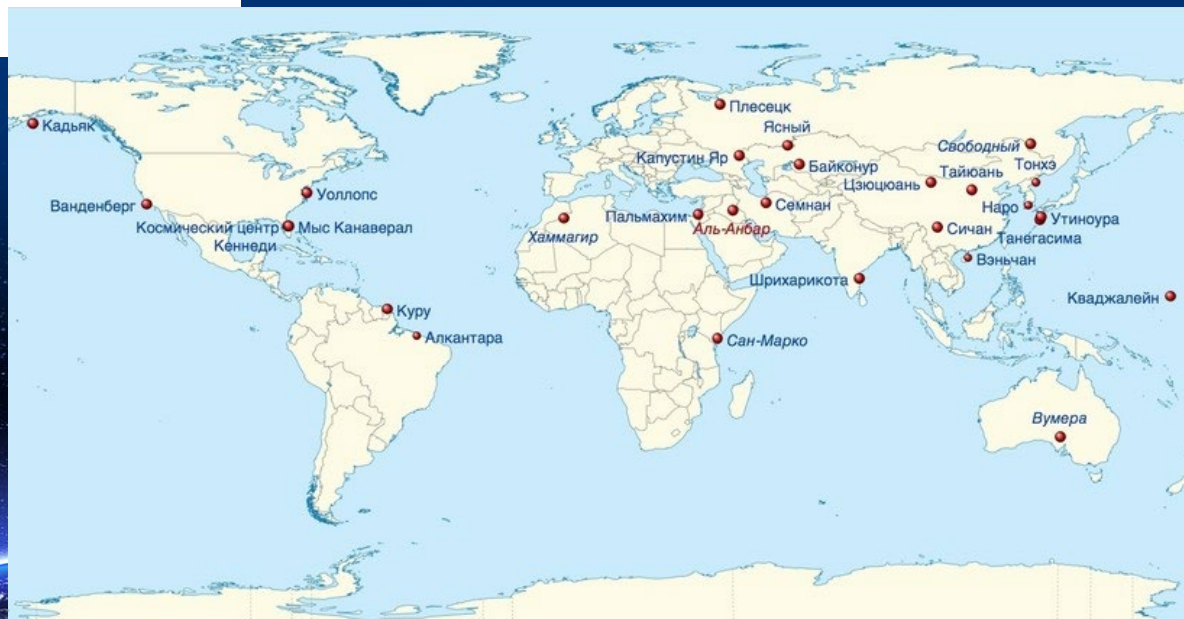 Плесецк
Кадьяк
Ясный
Свободный
Капустин Яр
Тонхэ
Байконур
Тайюань
Цзюцюань
Уоллопс
Ванденберг
Семнан
Наро
Пальмахим
Утиноура
Космический центр
Кеннеди
Мыс Канаверал
Аль-Анбар
Сичан
Хаммагир
Танегасима
Вэньчан
Шрихарикота
Кваджалейн
Куру
Алкантара
Сан-Марко
Вумера